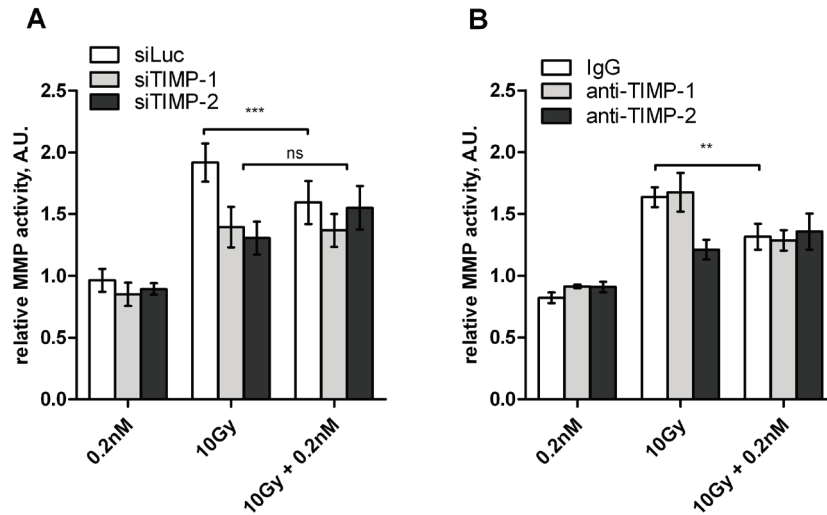 A
siLuc
siTIMP-1
siTIMP-2
relative MMP activity, A.U.
2.5
2.0
1.5
1.0
0.5
0.0
***
ns
0.2nM
10Gy
10Gy + 0.2nM
B
IgG
anti-TIMP-1
anti-TIMP-2
relative MMP activity, A.U.
2.5
2.0
1.5
1.0
0.5
0.0
**
0.2nM
10Gy
10Gy + 0.2nM